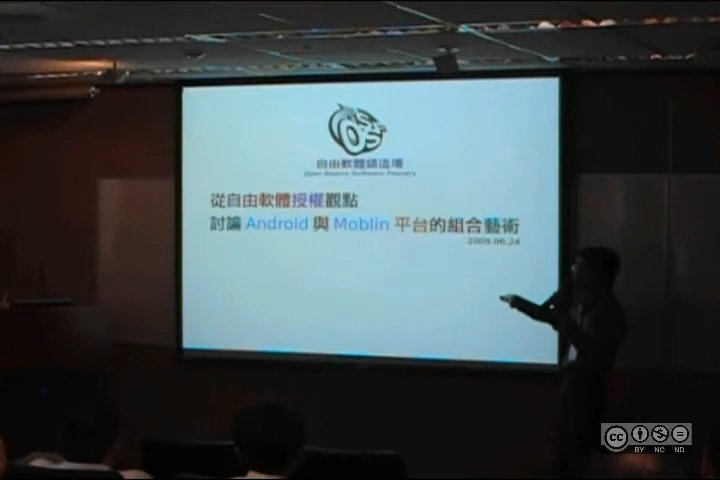 自由軟體鑄造場
Open Source Software Foundry
從自由軟體授權觀點
討論 Android 與 Moblin 平台的組合藝術
2009.06.24
cc
BY NC ND